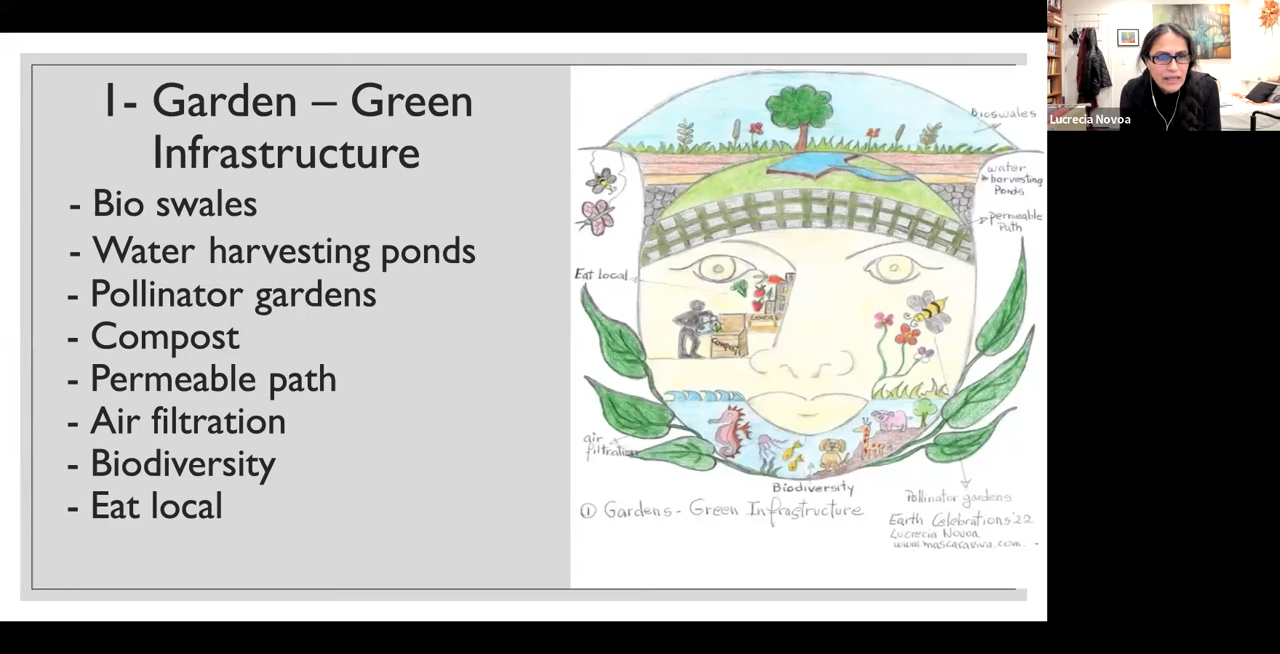 1- Garden – Green
Infrastructure
- Bio swales
- Water harvesting ponds
- Pollinator gardens
- Compost
- Permeable path
- Air filtration
- Biodiversity
- Eat local
Bioswales
water
harvesting
Ponds
permeable
Path
Eat local
COMPOST
LOCAL
air
filtration
Biodiversity
Pollinator gardens
① Gardens - Green Infrastructure
Earth Celebrations'22
Lucrecia Novoa
www.mascaraviva.com.
Lucrecia Novoa